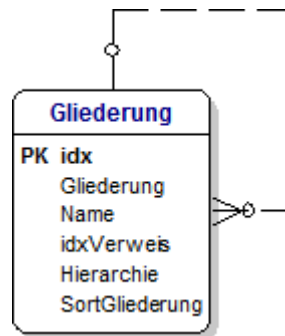 Gliederung
PK idx
Gliederung
Name
idxVerweis
Hierarchie
SortGliederung